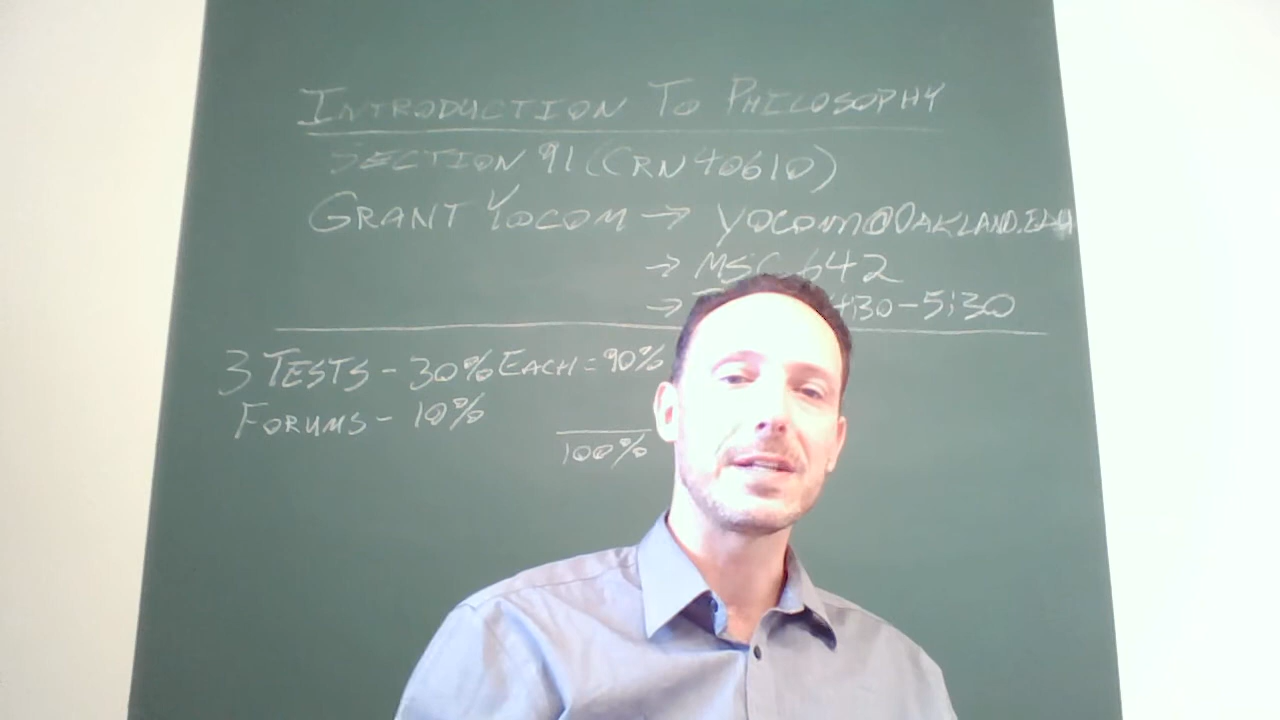 INTRODUCTION TO PHILOSOPHY
SECTION 91 (CRN 40610)
GRANT YOCOM → YOCOM@OAKLAND.EDU
→ MSC 642
→ 4:30-5:30
3 TESTS - 30% EACH = 90%
FORUMS - 10%
100%